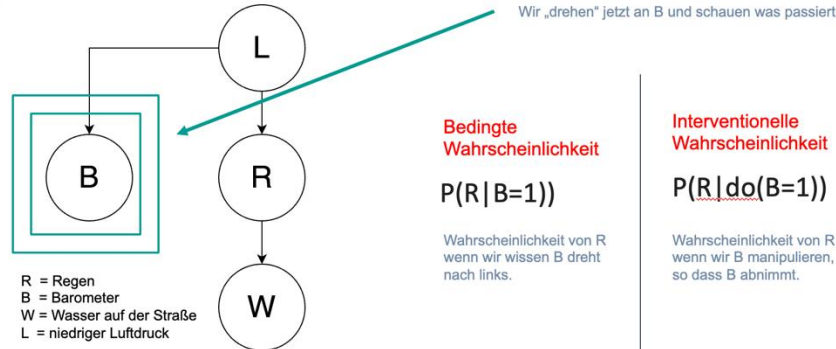 Wir „drehen“ jetzt an B und schauen was passiert
L
B
R
W
R = Regen
B = Barometer
W = Wasser auf der Straße
L = niedriger Luftdruck
Bedingte
Wahrscheinlichkeit
P(R|B=1))
Wahrscheinlichkeit von R
wenn wir wissen B dreht
nach links.
Interventionelle
Wahrscheinlichkeit
P(R|do(B=1))
Wahrscheinlichkeit von R
wenn wir B manipulieren,
so dass B abnimmt.